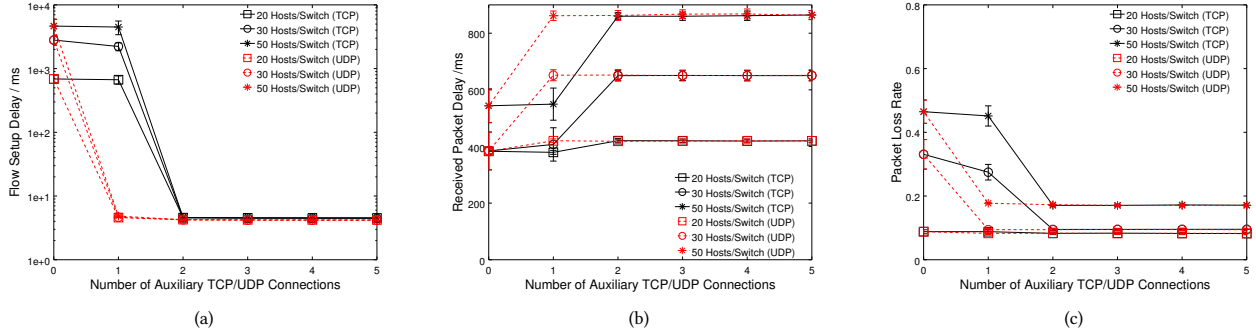 1e+4
1e+3
1e+2
1e+1
1e+0
Flow Setup Delay / ms
20 Hosts/Switch (TCP)
30 Hosts/Switch (TCP)
50 Hosts/Switch (TCP)
20 Hosts/Switch (UDP)
30 Hosts/Switch (UDP)
50 Hosts/Switch (UDP)
0 1 2 3 4 5
Number of Auxiliary TCP/UDP Connections
(a)
800
600
400
200
0
Received Packet Delay /ms
20 Hosts/Switch (TCP)
30 Hosts/Switch (TCP)
50 Hosts/Switch (TCP)
20 Hosts/Switch (UDP)
30 Hosts/Switch (UDP)
50 Hosts/Switch (UDP)
0 1 2 3 4 5
Number of Auxiliary TCP/UDP Connections
(b)
0.8
0.6
0.4
0.2
0
Packet Loss Rate
20 Hosts/Switch (TCP)
30 Hosts/Switch (TCP)
50 Hosts/Switch (TCP)
20 Hosts/Switch (UDP)
30 Hosts/Switch (UDP)
50 Hosts/Switch (UDP)
0 1 2 3 4 5
Number of Auxiliary TCP/UDP Connections
(c)